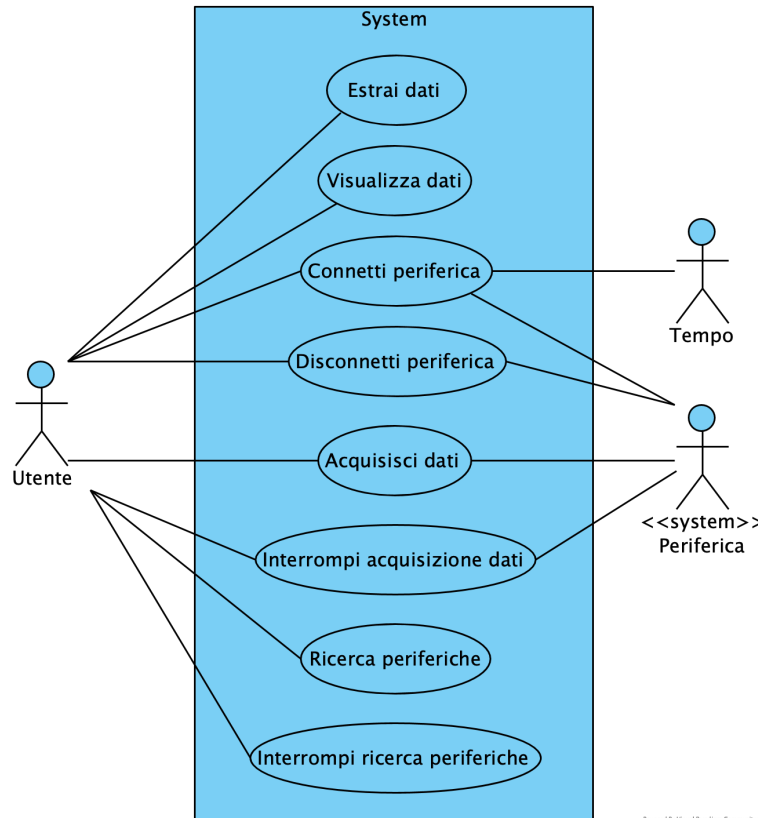 System
Estrai dati
Visualizza dati
Connetti periferica
Tempo
Disconnetti periferica
Utente
Acquisisci dati
<<system>>
Periferica
Interrompi acquisizione dati
Ricerca periferiche
Interrompi ricerca periferiche